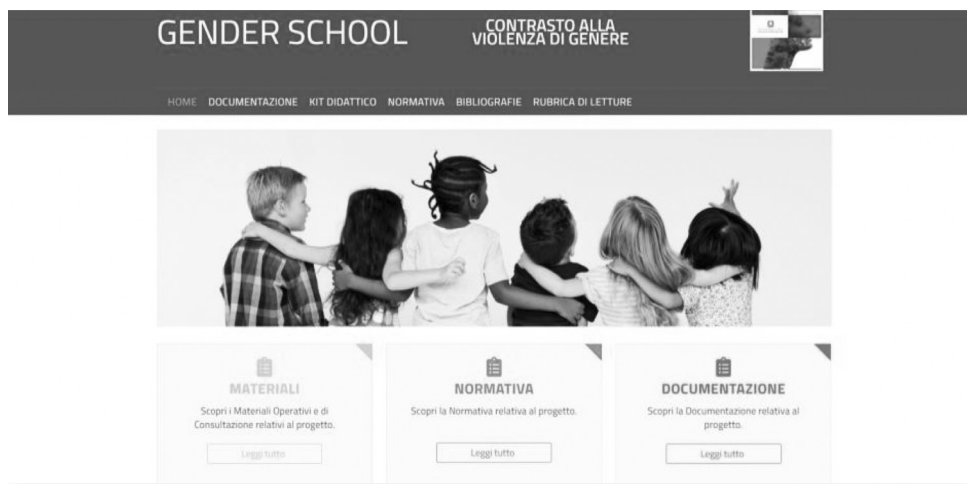 GENDER SCHOOL
CONTRASTO ALLA
VIOLENZA DI GENERE
HOME DOCUMENTAZIONE KIT DIDATTICO NORMATIVA BIBLIOGRAFIE RUBRICA DI LETTURE
MATERIALI
Scopri i Materiali Operativi e di
Consultazione relativi al progetto.
Leggi tutto
NORMATIVA
Scopri la Normativa relativa al progetto.
Leggi tutto
DOCUMENTAZIONE
Scopri la Documentazione relativa al
progetto.
Leggi tutto